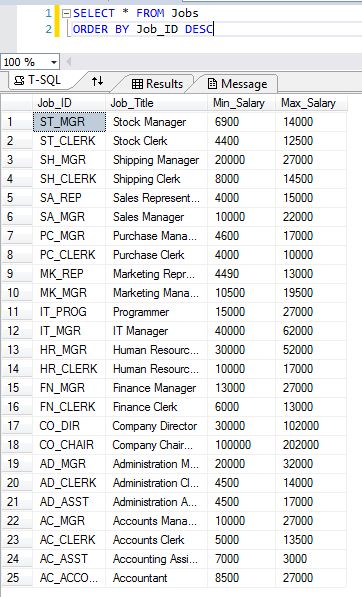 1 SELECT * FROM Jobs
2 ORDER BY Job_ID DESC
100 %
T-SQL Results Message
Job_ID Job_Title Min_Salary Max_Salary
1 ST_MGR Stock Manager 6900 14000
2 ST_CLERK Stock Clerk 4400 12500
3 SH_MGR Shipping Manager 20000 27000
4 SH_CLERK Shipping Clerk 8000 14500
5 SA_REP Sales Represent... 4000 15000
6 SA_MGR Sales Manager 10000 22000
7 PC_MGR Purchase Mana... 4600 17000
8 PC_CLERK Purchase Clerk 4000 10000
9 MK_REP Marketing Repr... 4490 13000
10 MK_MGR Marketing Mana... 10500 19500
11 IT_PROG Programmer 15000 27000
12 IT_MGR IT Manager 40000 62000
13 HR_MGR Human Resourc... 30000 52000
14 HR_CLERK Human Resourc... 10000 17000
15 FN_MGR Finance Manager 13000 27000
16 FN_CLERK Finance Clerk 6000 13000
17 CO_DIR Company Director 30000 102000
18 CO_CHAIR Company Chair... 100000 202000
19 AD_MGR Administration M... 20000 32000
20 AD_CLERK Administration Cl... 4500 14000
21 AD_ASST Administration A... 4500 17000
22 AC_MGR Accounts Mana... 10000 27000
23 AC_CLERK Accounts Clerk 5000 13500
24 AC_ASST Accounting Assi... 7000 3000
25 AC_ACCO... Accountant 8500 27000